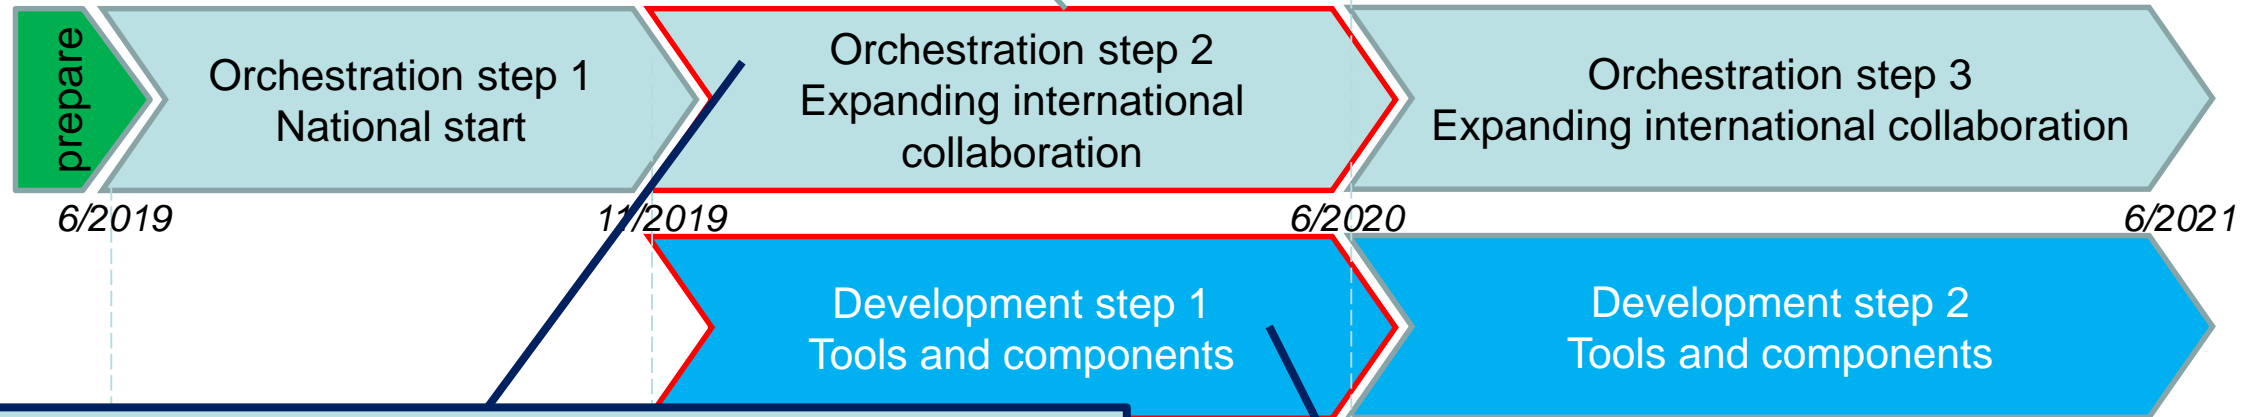 prepare
Orchestration step 1
National start
Orchestration step 2
Expanding international
collaboration
Orchestration step 3
Expanding international collaboration
6/2019
11/2019
6/2020
6/2021
Development step 1
Tools and components
Development step 2
Tools and components